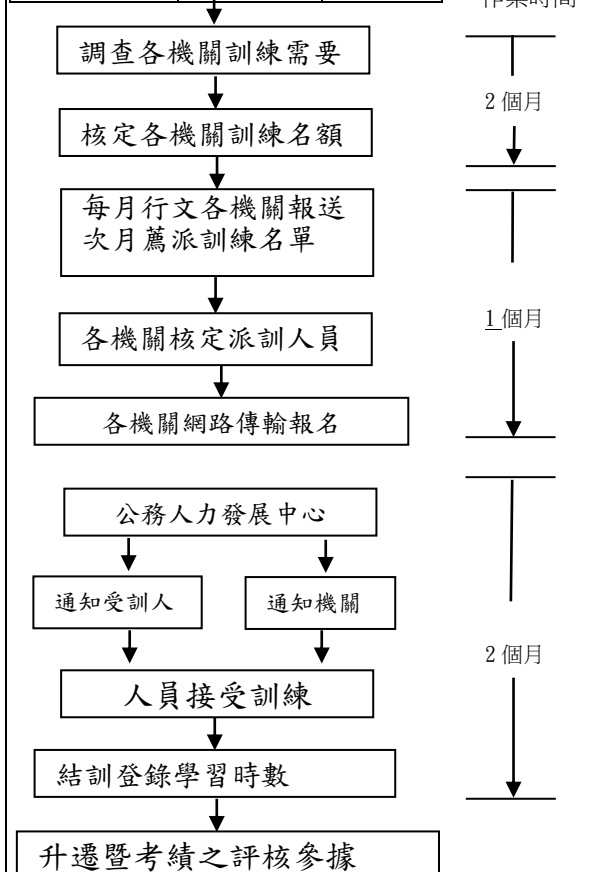 作業時間
調查各機關訓練需要
2 個月
核定各機關訓練名額
每月行文各機關報送
次月薦派訓練名單
1 個月
各機關核定派訓人員
各機關網路傳輸報名
公務人力發展中心
通知受訓人
通知機關
2 個月
人員接受訓練
結訓登錄學習時數
升遷暨考績之評核參據